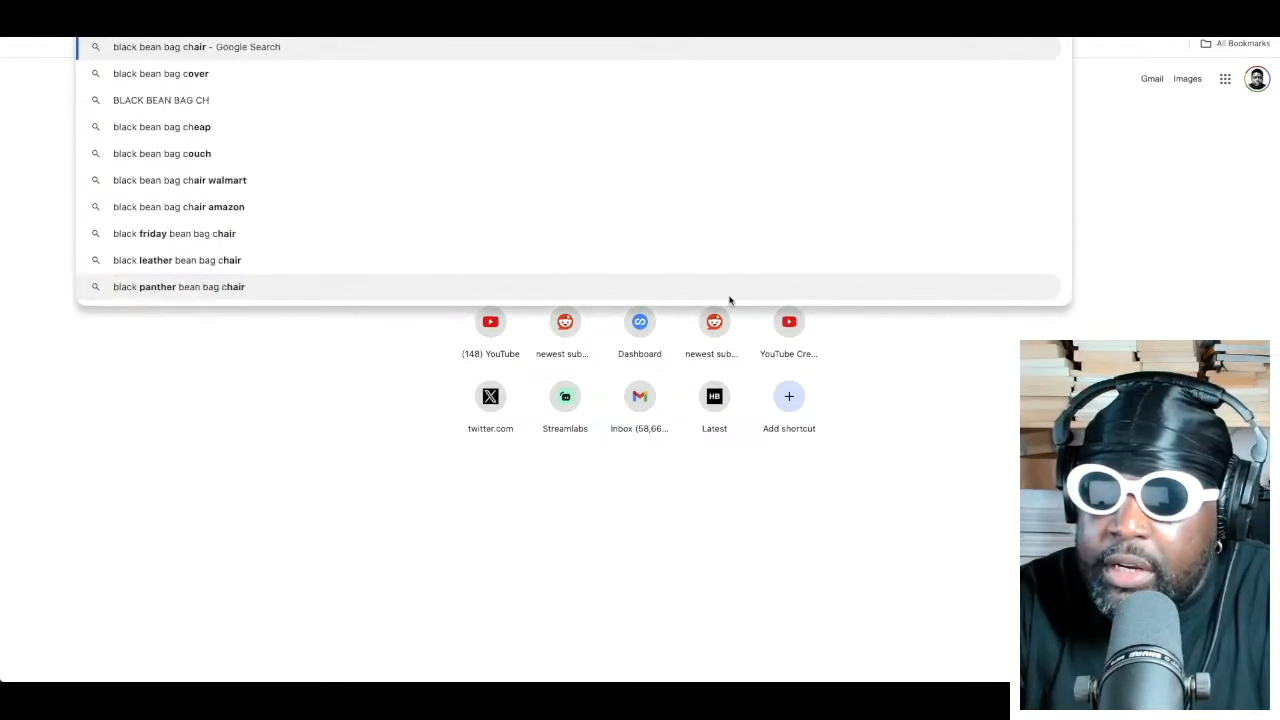 black bean bag chair - Google Search
All Bookmarks
black bean bag cover
Gmail
Images
BLACK BEAN BAG CH
black bean bag cheap
black bean bag couch
black bean bag chair walmart
black bean bag chair amazon
black friday bean bag chair
black leather bean bag chair
black panther bean bag chair
(148) YouTube
newest sub...
Dashboard
newest sub...
YouTube Cre...
HB
twitter.com
Streamlabs
Inbox (58,66...
Latest
Add shortcut
SHURE